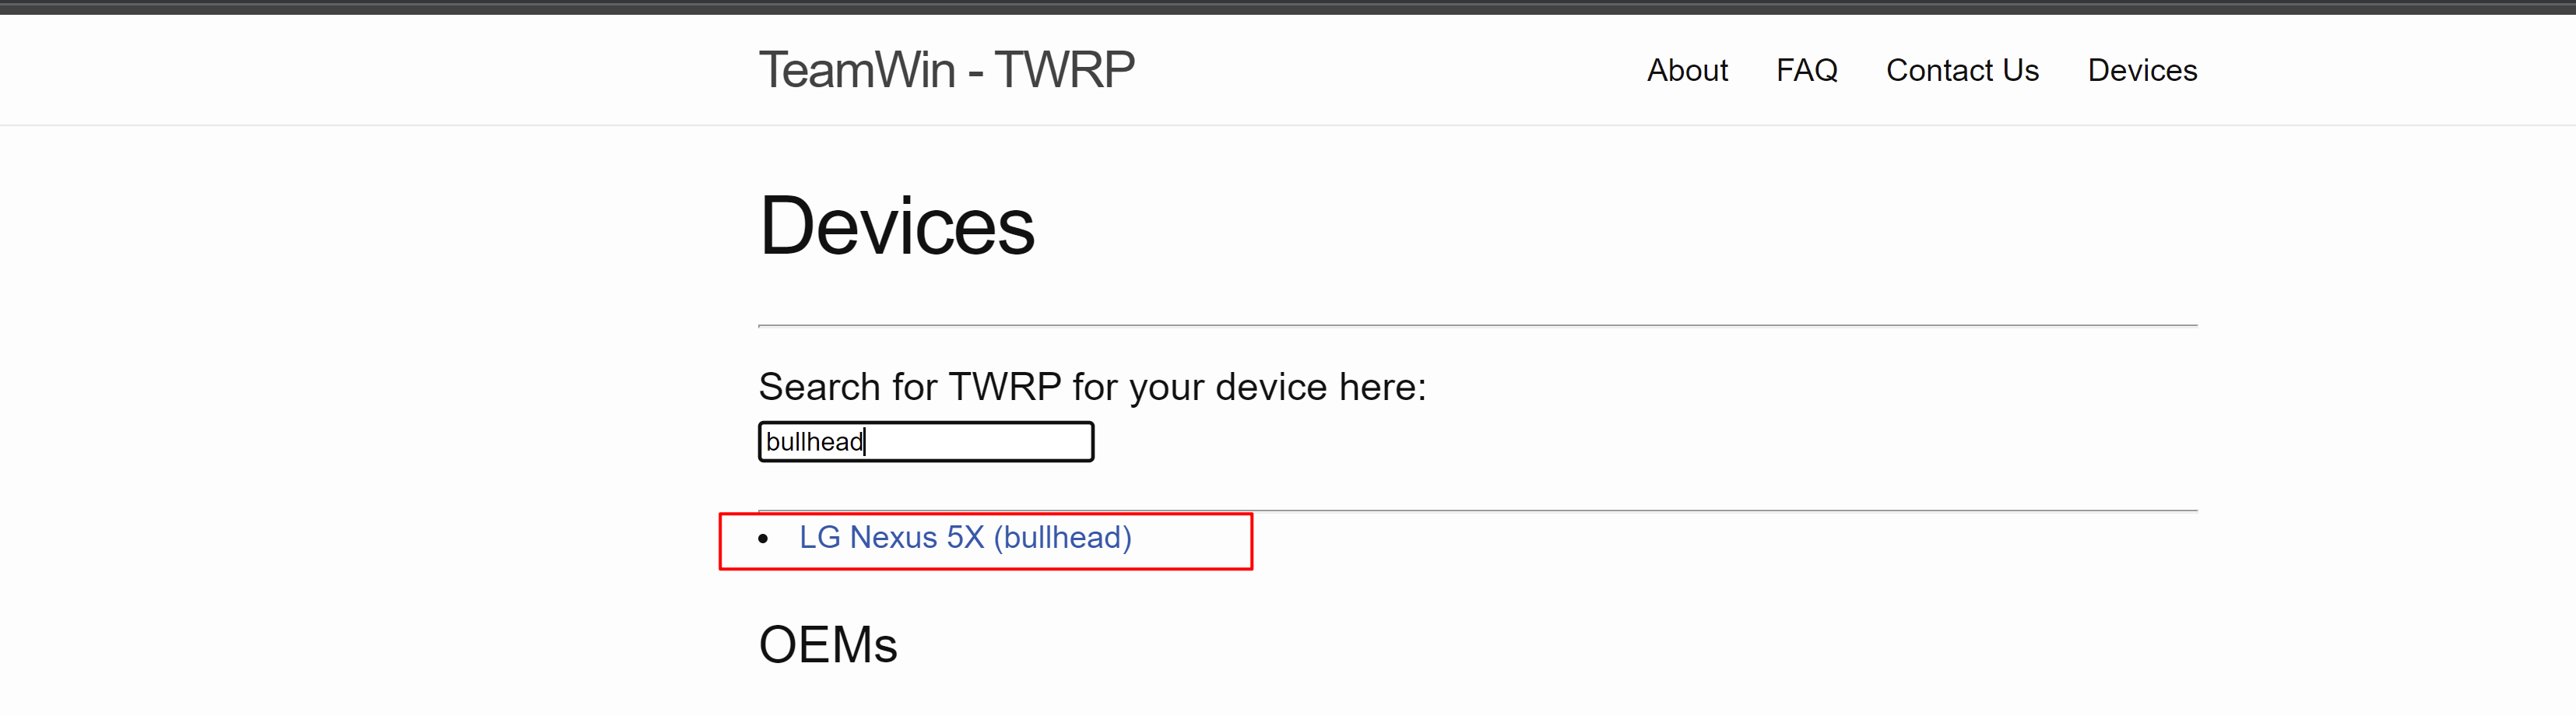 TeamWin - TWRP
About FAQ Contact Us Devices
Devices
Search for TWRP for your device here:
bullhead
• LG Nexus 5X (bullhead)
OEMs